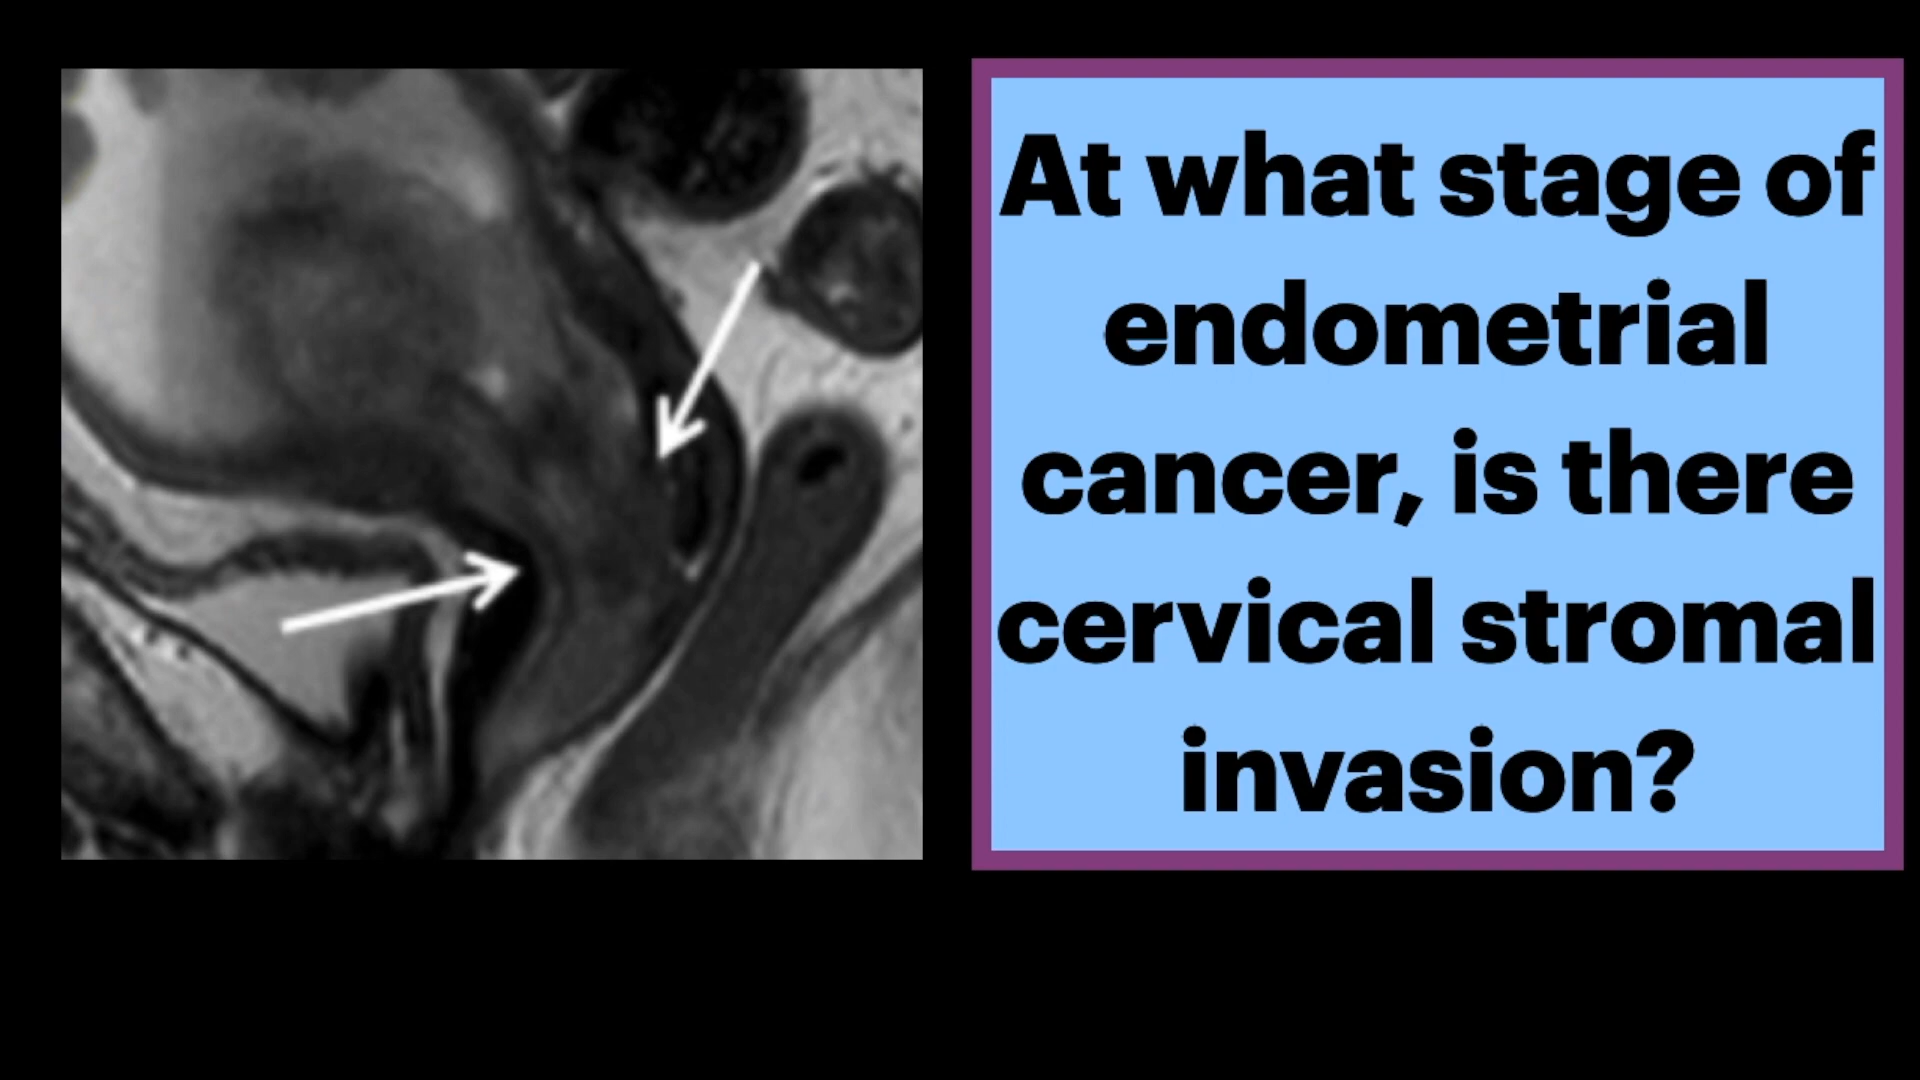 At what stage of
endometrial
cancer, is there
cervical stromal
invasion?